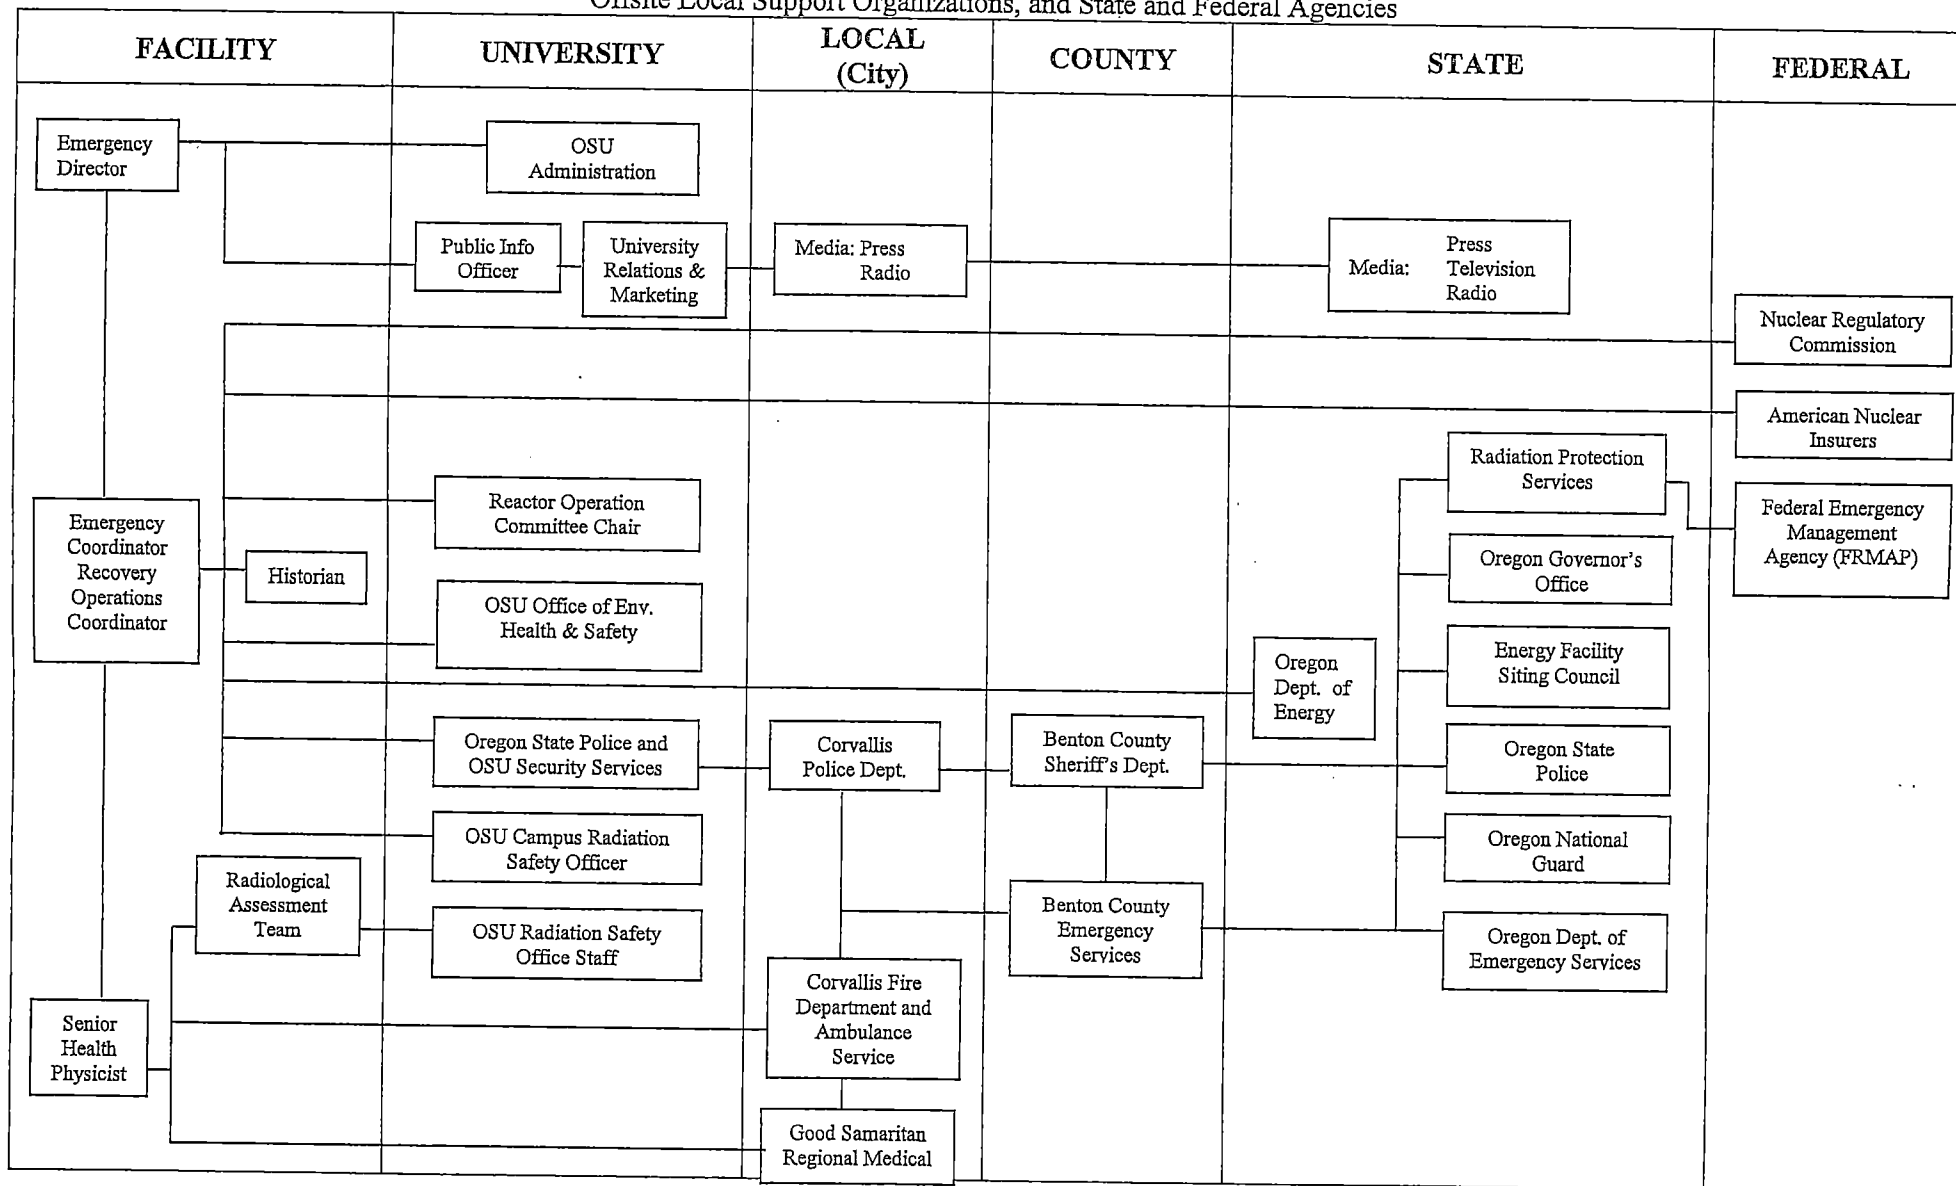 Offsite Local Support Organizations, and State and Federal Agencies
FACILITY
UNIVERSITY
LOCAL
(City)
COUNTY
STATE
FEDERAL
Emergency
Director
OSU
Administration
Public Info
Officer
University
Relations &
Marketing
Media: Press
Radio
Press
Media: Television
Radio
Nuclear Regulatory
Commission
American Nuclear
Insurers
Radiation Protection
Services
Federal Emergency
Management
Agency (FRMAP)
Emergency
Coordinator
Recovery
Operations
Coordinator
Historian
Reactor Operation
Committee Chair
OSU Office of Env.
Health & Safety
Oregon Governor's
Office
Oregon
Dept. of
Energy
Energy Facility
Siting Council
Oregon State Police and
OSU Security Services
Corvallis
Police Dept.
Benton County
Sheriff's Dept.
Oregon State
Police
OSU Campus Radiation
Safety Officer
Oregon National
Guard
Radiological
Assessment
Team
OSU Radiation Safety
Office Staff
Benton County
Emergency
Services
Oregon Dept. of
Emergency Services
Corvallis Fire
Department and
Ambulance
Service
Senior
Health
Physicist
Good Samaritan
Regional Medical